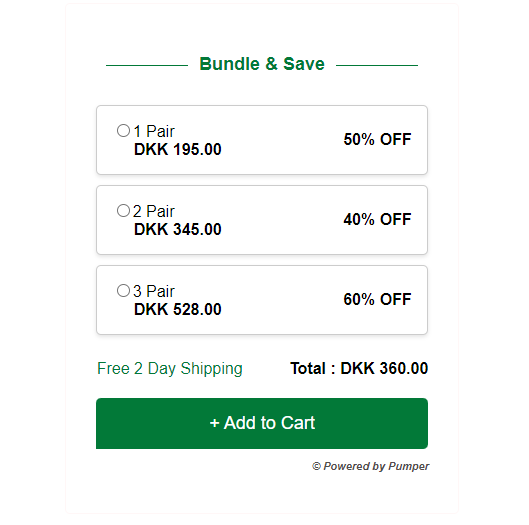 Bundle & Save
1 Pair
DKK 195.00
50% OFF
2 Pair
DKK 345.00
40% OFF
3 Pair
DKK 528.00
60% OFF
Free 2 Day Shipping
Total : DKK 360.00
+ Add to Cart
© Powered by Pumper